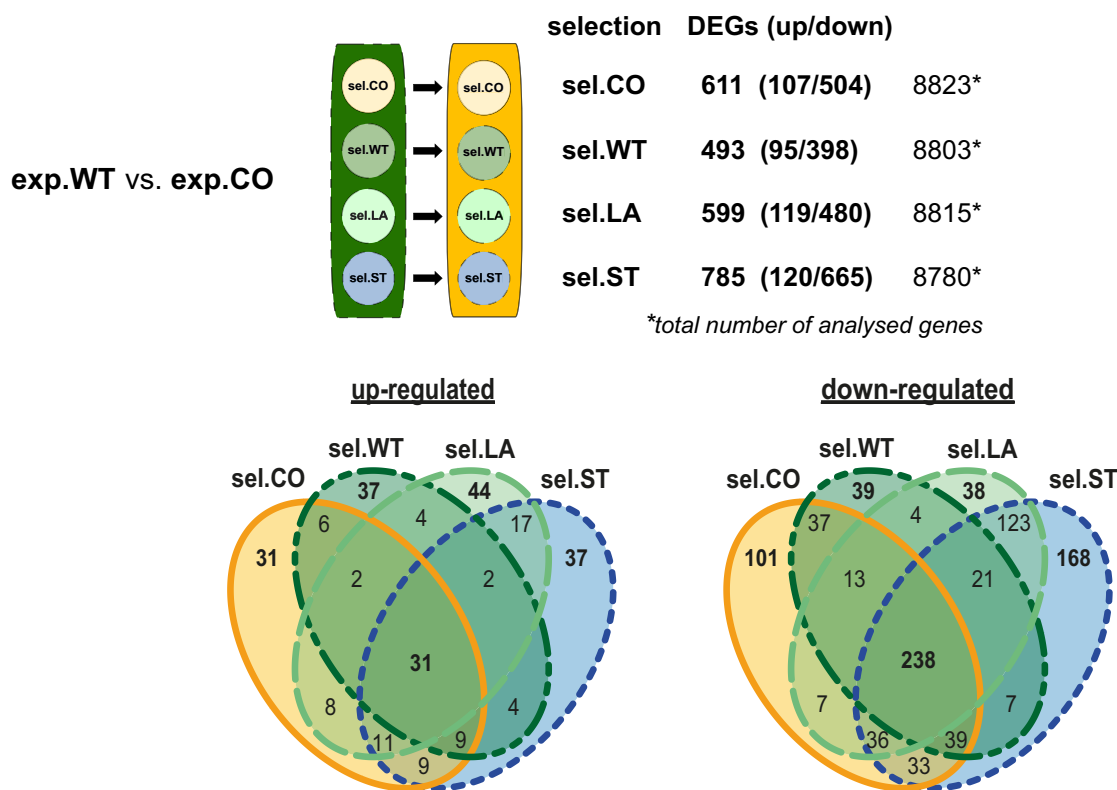 selection DEGs (up/down)
sel.CO sel.CO sel.CO 611 (107/504) 8823*
sel.WT sel.WT sel.WT 493 (95/398) 8803*
exp.WT vs. exp.CO
sel.LA sel.LA sel.LA 599 (119/480) 8815*
sel.ST sel.ST sel.ST 785 (120/665) 8780*
*total number of analysed genes
up-regulated
sel.CO sel.WT sel.LA sel.ST
37 44
6 4 17
31 37
2 2
31
8 4
11 9
9
down-regulated
sel.CO sel.WT sel.LA sel.ST
39 38
37 4 123
101 168
13 21
238
7 7
36 39
33